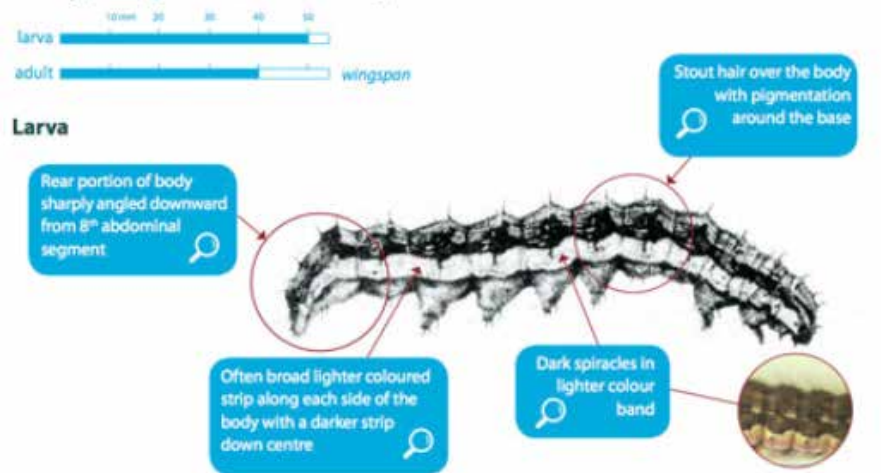 10 mm 20 30 40 50
larva
adult
wingspan
Larva
Stout hair over the body
with pigmentation
around the base
Rear portion of body
sharply angled downward
from 8th abdominal
segment
Often broad lighter coloured
strip along each side of the
body with a darker strip
down centre
Dark spiracles in
lighter colour
band